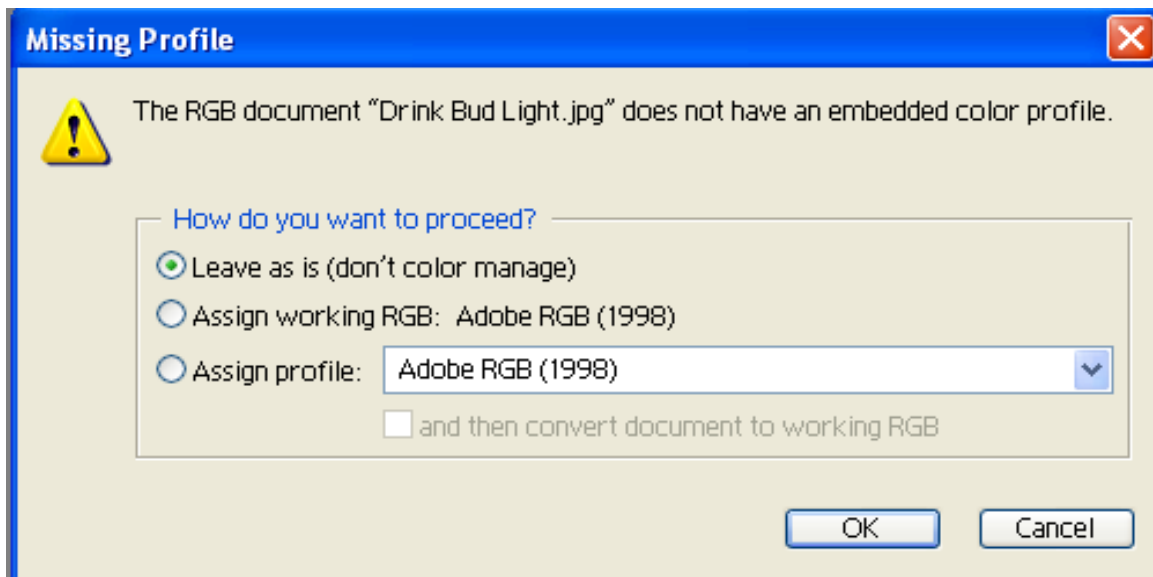 Missing Profile
The RGB document “Drink Bud Light.jpg” does not have an embedded color profile.
How do you want to proceed?
Leave as is (don't color manage)
Assign working RGB: Adobe RGB (1998)
Assign profile: Adobe RGB (1998)
and then convert document to working RGB
OK Cancel